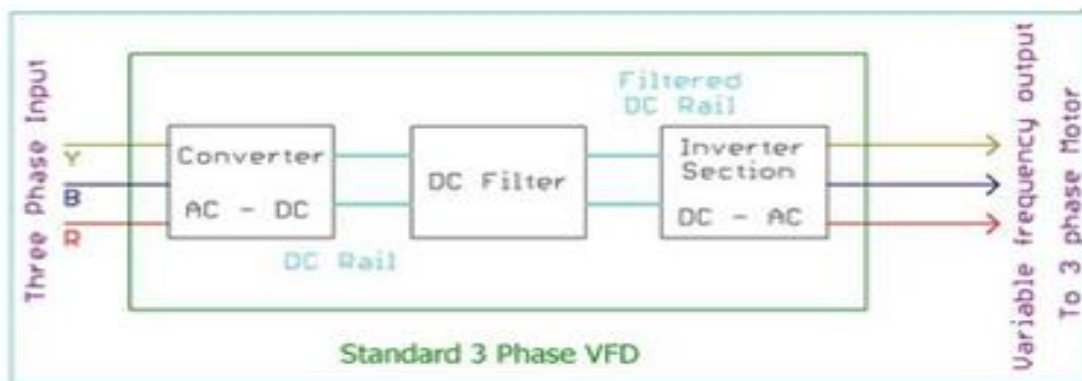 Three Phase Input
Y
B
R
Converter
AC - DC
DC Rail
DC Filter
Filtered
DC Rail
Inverter
Section
DC - AC
Variable frequency output
To 3 phase Motor
Standard 3 Phase VFD